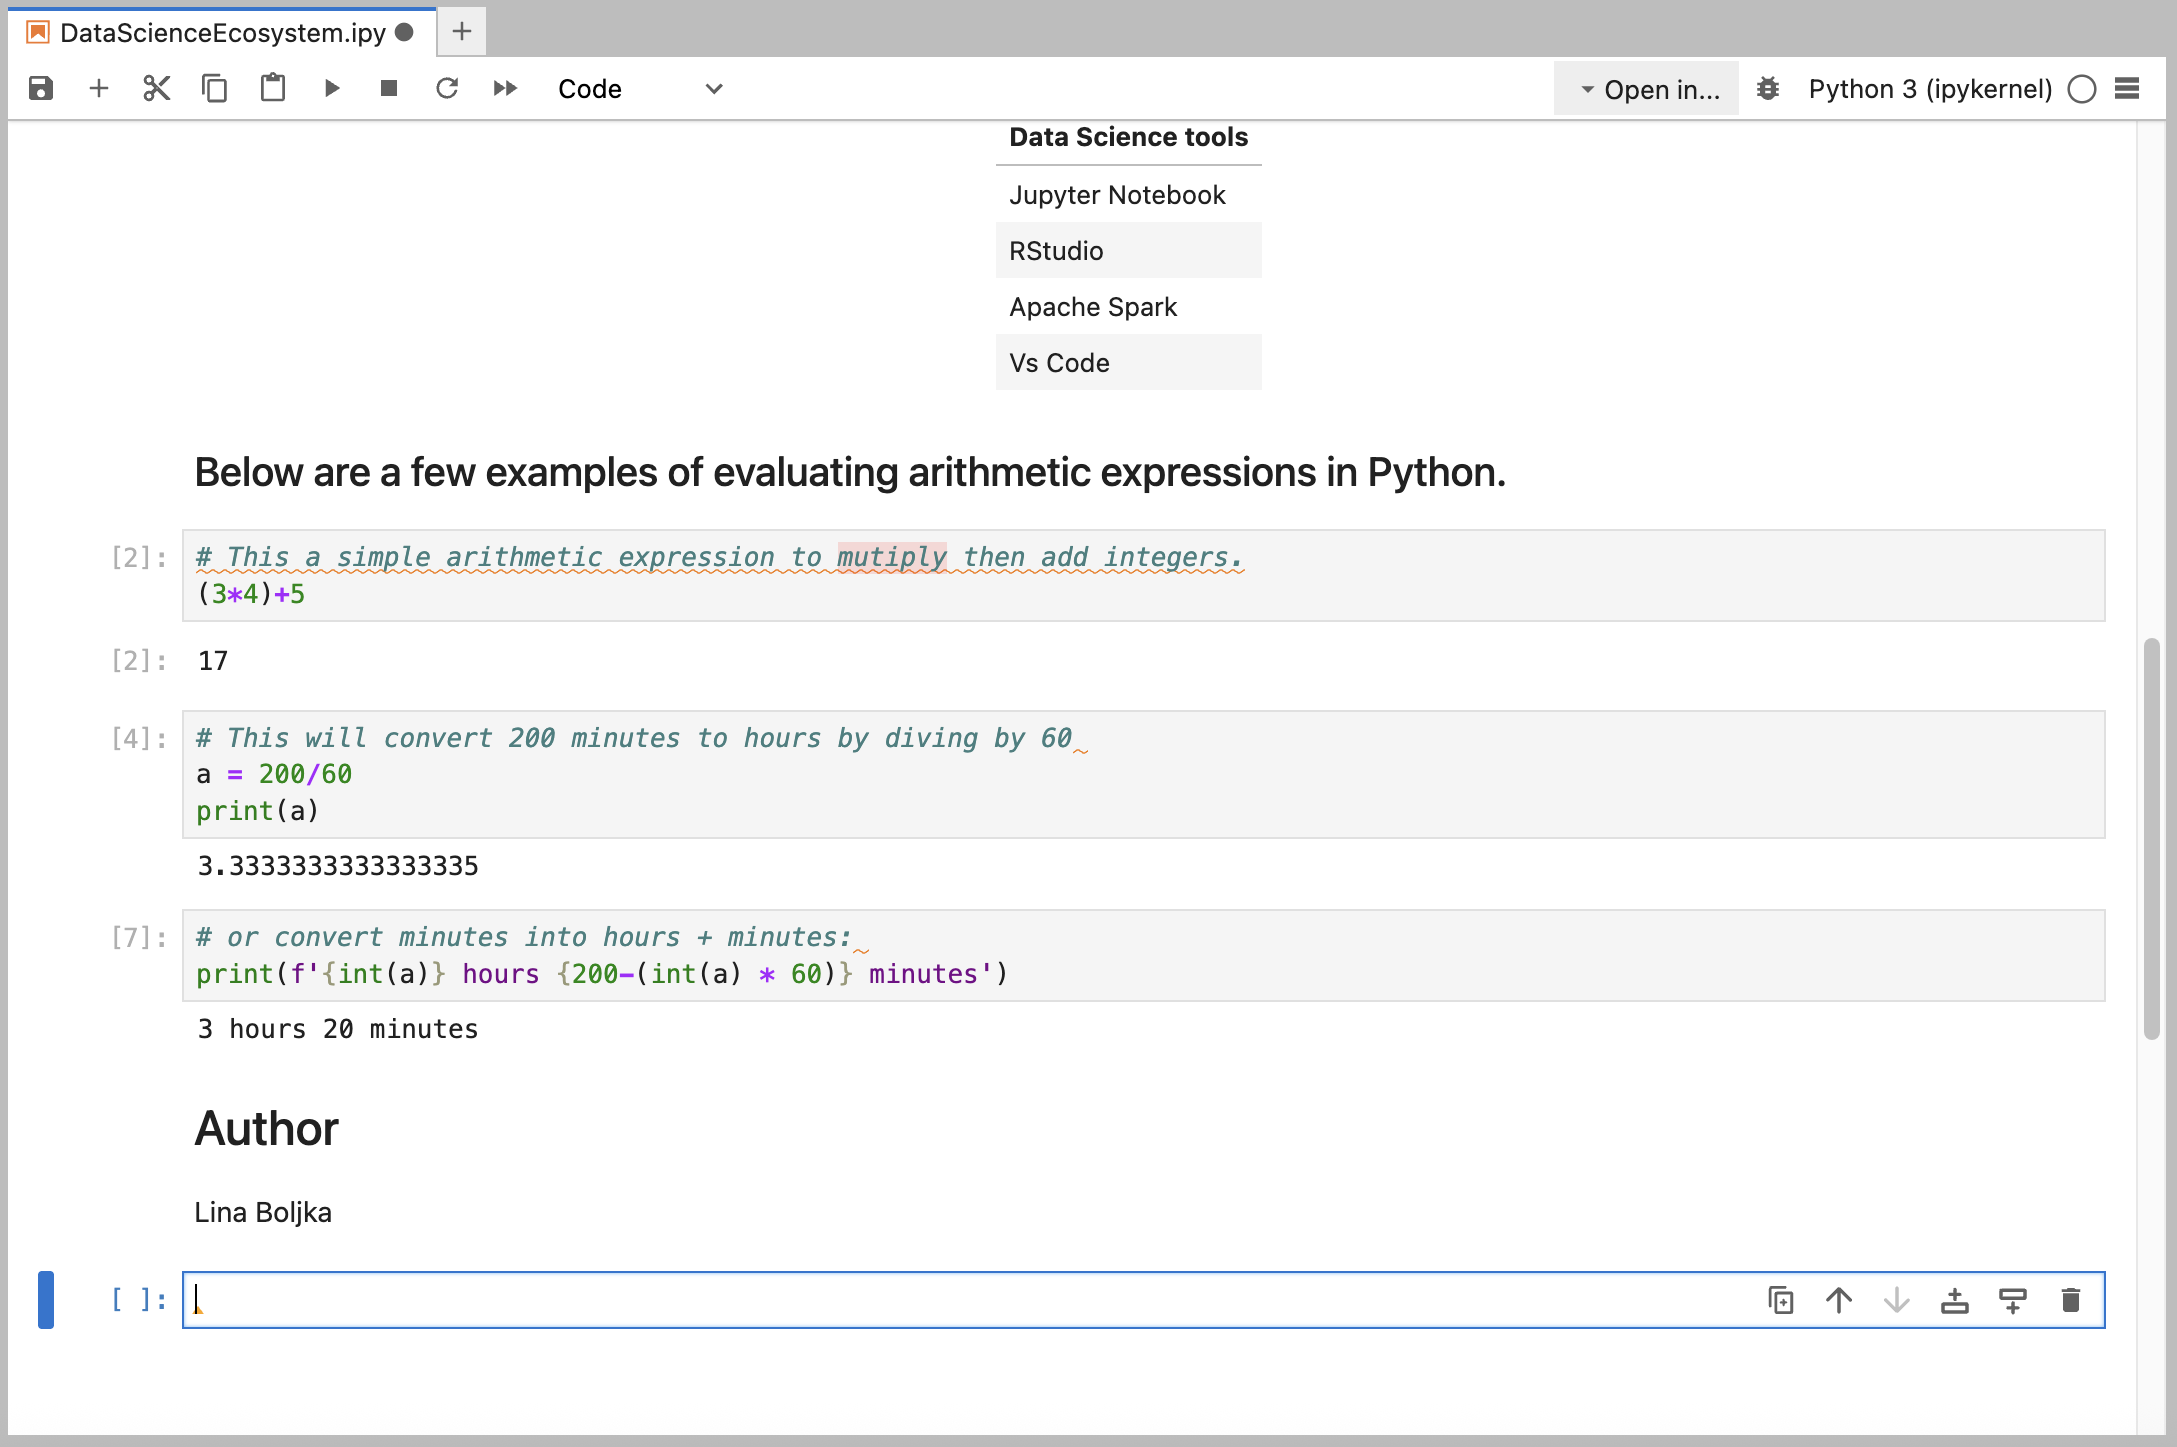 DataScienceEcosystem.ipy
Code
Open in...
Python 3 (ipykernel)
Data Science tools
Jupyter Notebook
RStudio
Apache Spark
Vs Code
Below are a few examples of evaluating arithmetic expressions in Python.
[2]: # This a simple arithmetic expression to mutiply then add integers.
(3*4)+5
[2]: 17
[4]: # This will convert 200 minutes to hours by diving by 60
a = 200/60
print(a)
3.3333333333333335
[7]: # or convert minutes into hours + minutes:
print(f'{int(a)} hours {200-(int(a) * 60)} minutes')
3 hours 20 minutes
Author
Lina Boljka
[ ]: